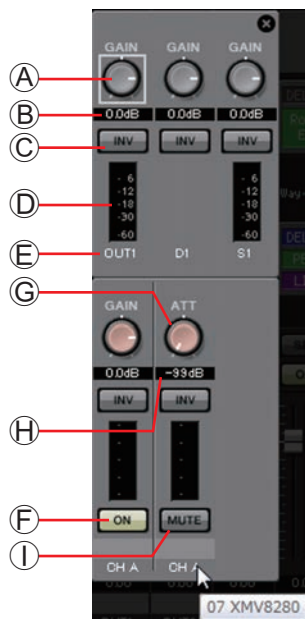 GAIN GAIN GAIN
Ⓐ
Ⓑ 0.0dB 0.0dB 0.0dB
Ⓒ INV INV INV
- 6 - 6
-12 -12
Ⓓ -18 -18
-30 -30
-60 -60
Ⓔ OUT1 D1 S1
Ⓖ
GAIN ATT
0.0dB -99dB
Ⓗ
INV INV
Ⓕ ON MUTE
Ⓘ
CH A CH A
07 XMV8280